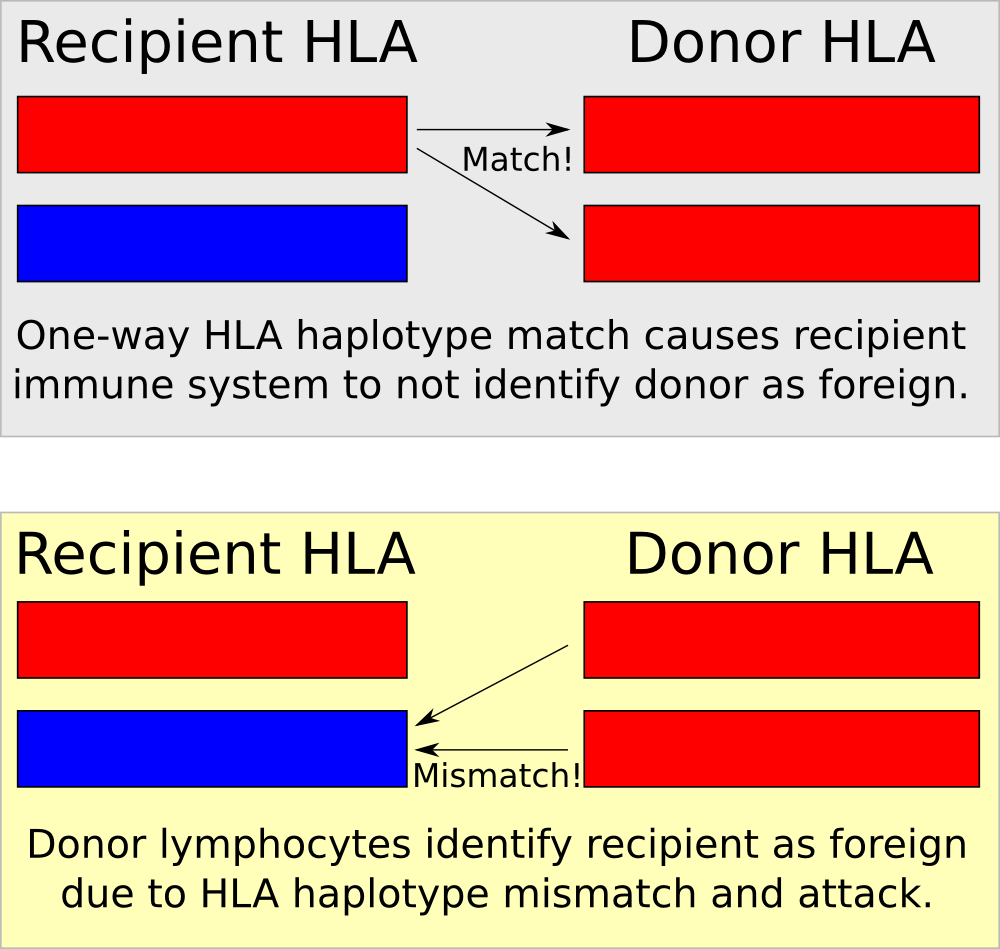 Recipient HLA
Donor HLA
Match!
One-way HLA haplotype match causes recipient
immune system to not identify donor as foreign.
Recipient HLA
Donor HLA
Mismatch!
Donor lymphocytes identify recipient as foreign
due to HLA haplotype mismatch and attack.